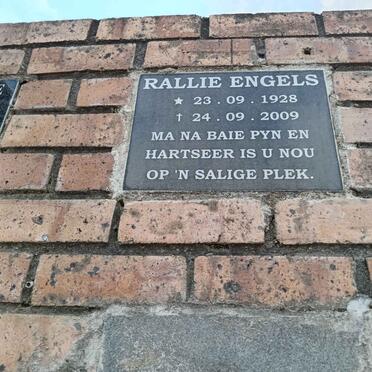 RALLIE ENGELS
★ 23 . 09 . 1928
† 24 . 09 . 2009
MA NA BAIE PYN EN
HARTSEER IS U NOU
OP 'N SALIGE PLEK.